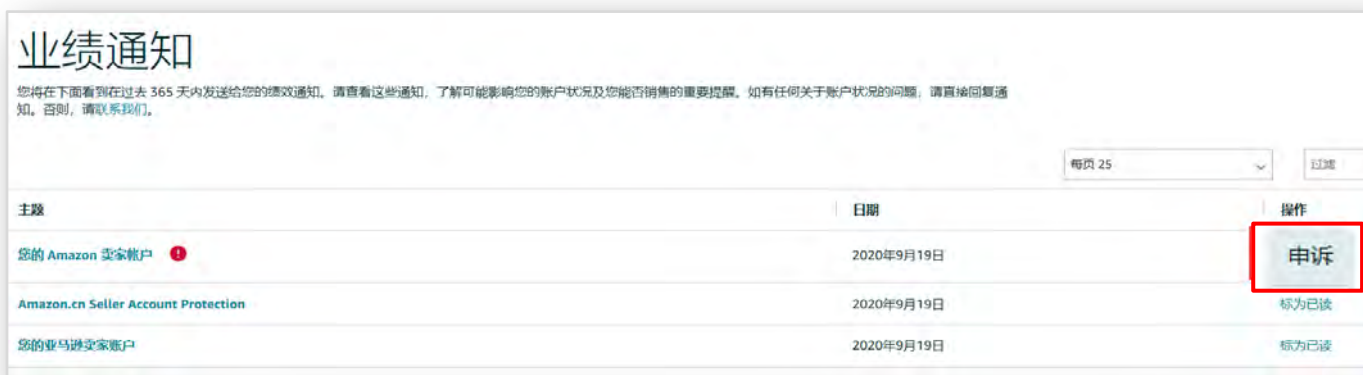 业绩通知
您将在下面看到在过去 365 天内发送给您的绩效通知。请查看这些通知，了解可能影响您的账户状况及您能否销售的重要提醒。如有任何关于账户状况的问题，请直接回复通
知。否则，请联系我们。
每页 25 过滤
主题 日期 操作
您的 Amazon 卖家帐户 2020年9月19日 申诉
Amazon.cn Seller Account Protection 2020年9月19日 标为已读
您的亚马逊卖家账户 2020年9月19日 标为已读